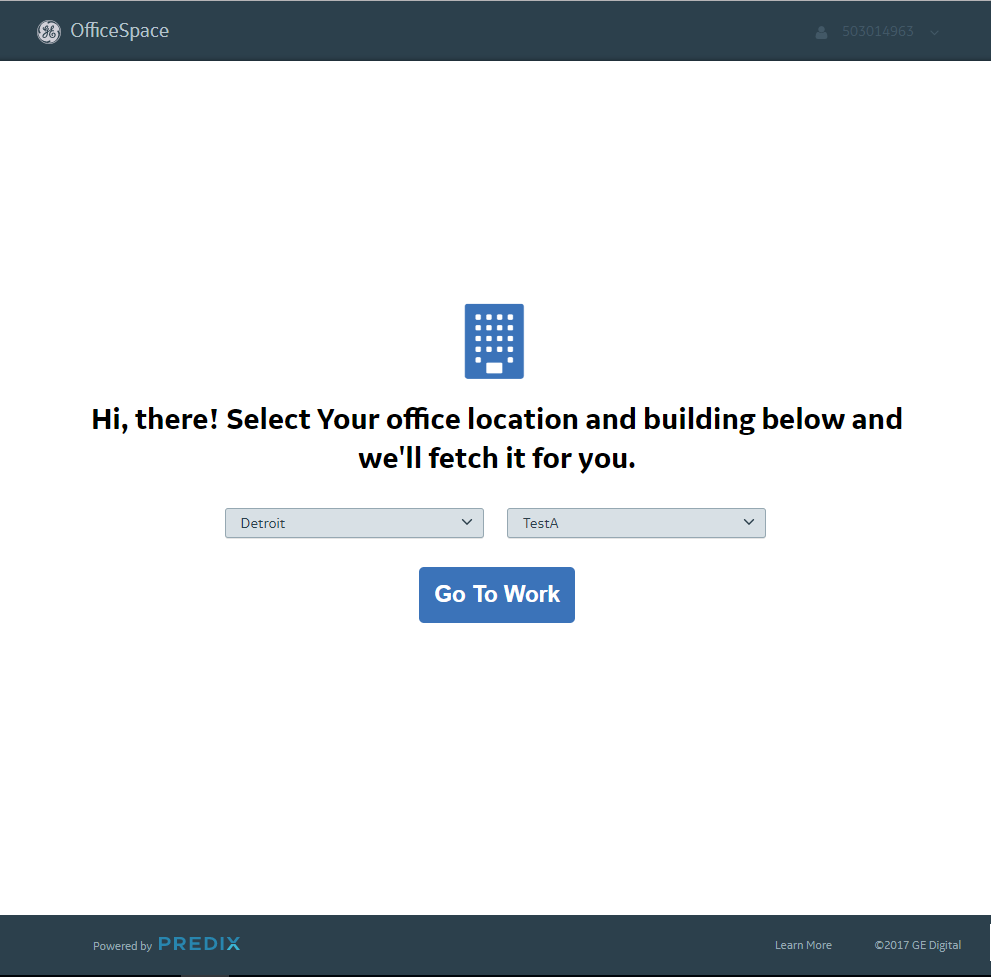 OfficeSpace
503014963
Hi, there! Select Your office location and building below and
we'll fetch it for you.
Detroit
TestA
Go To Work
Powered by PREDIX
Learn More
©2017 GE Digital